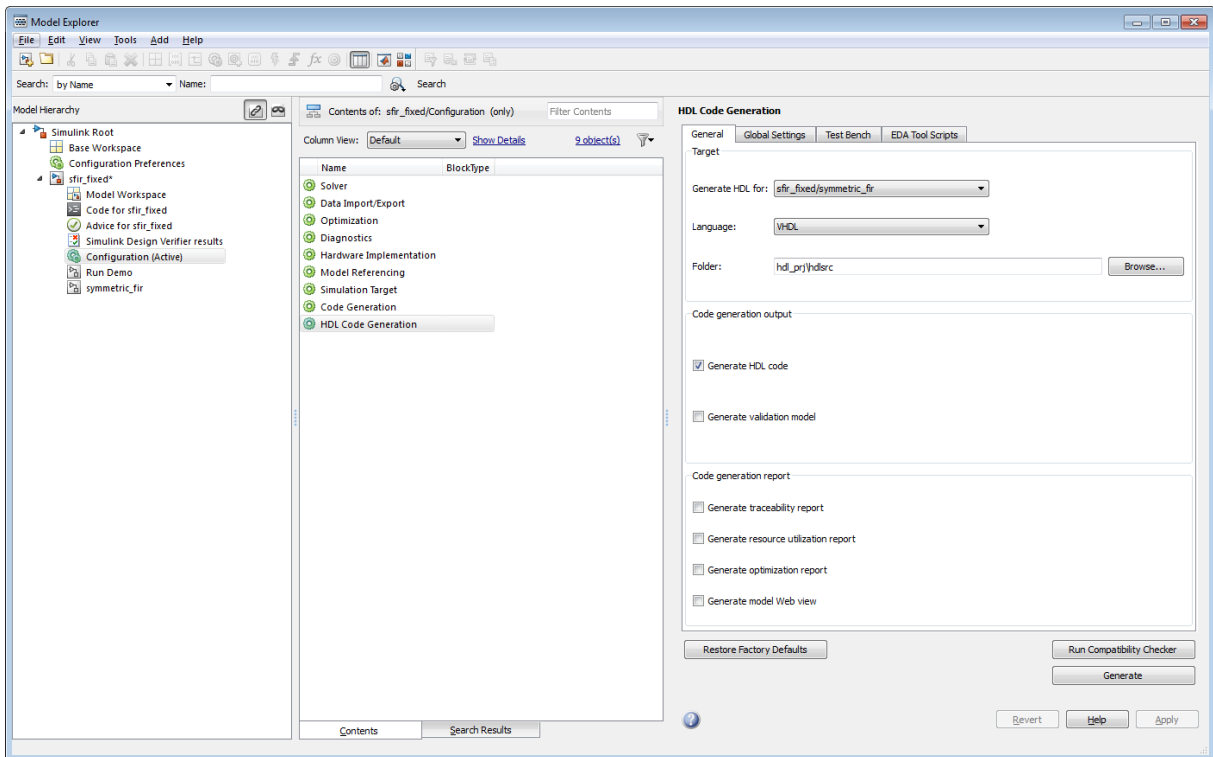 Model Explorer
File Edit View Tools Add Help
Search: by Name Name: Search
Model Hierarchy
Simulink Root
Base Workspace
Configuration Preferences
sfir_fixed*
Model Workspace
Code for sfir_fixed
Advice for sfir_fixed
Simulink Design Verifier results
Configuration (Active)
Run Demo
symmetric_fir
Contents of: sfir_fixed/Configuration (only) Filter Contents
Column View: Default Show Details 9 object(s)
Name BlockType
Solver
Data Import/Export
Optimization
Diagnostics
Hardware Implementation
Model Referencing
Simulation Target
Code Generation
HDL Code Generation
Contents Search Results
HDL Code Generation
General Global Settings Test Bench EDA Tool Scripts
Target
Generate HDL for: sfir_fixed/symmetric_fir
Language: VHDL
Folder: hdl_prj\hdlsrc Browse...
Code generation output
Generate HDL code
Generate validation model
Code generation report
Generate traceability report
Generate resource utilization report
Generate optimization report
Generate model Web view
Restore Factory Defaults Run Compatibility Checker
Generate
Revert Help Apply